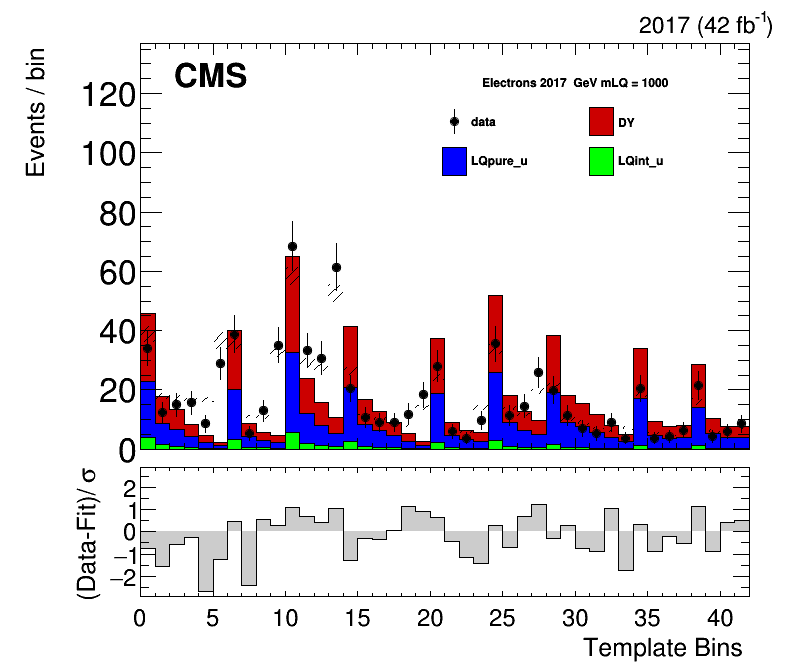 2017 (42 fb-1)
CMS
Electrons 2017 GeV mLQ = 1000
data
DY
LQpure_u
LQint_u
Events / bin
120
100
80
60
40
20
0
(Data-Fit)/ σ
2
1
0
−1
−2
0 5 10 15 20 25 30 35 40
Template Bins